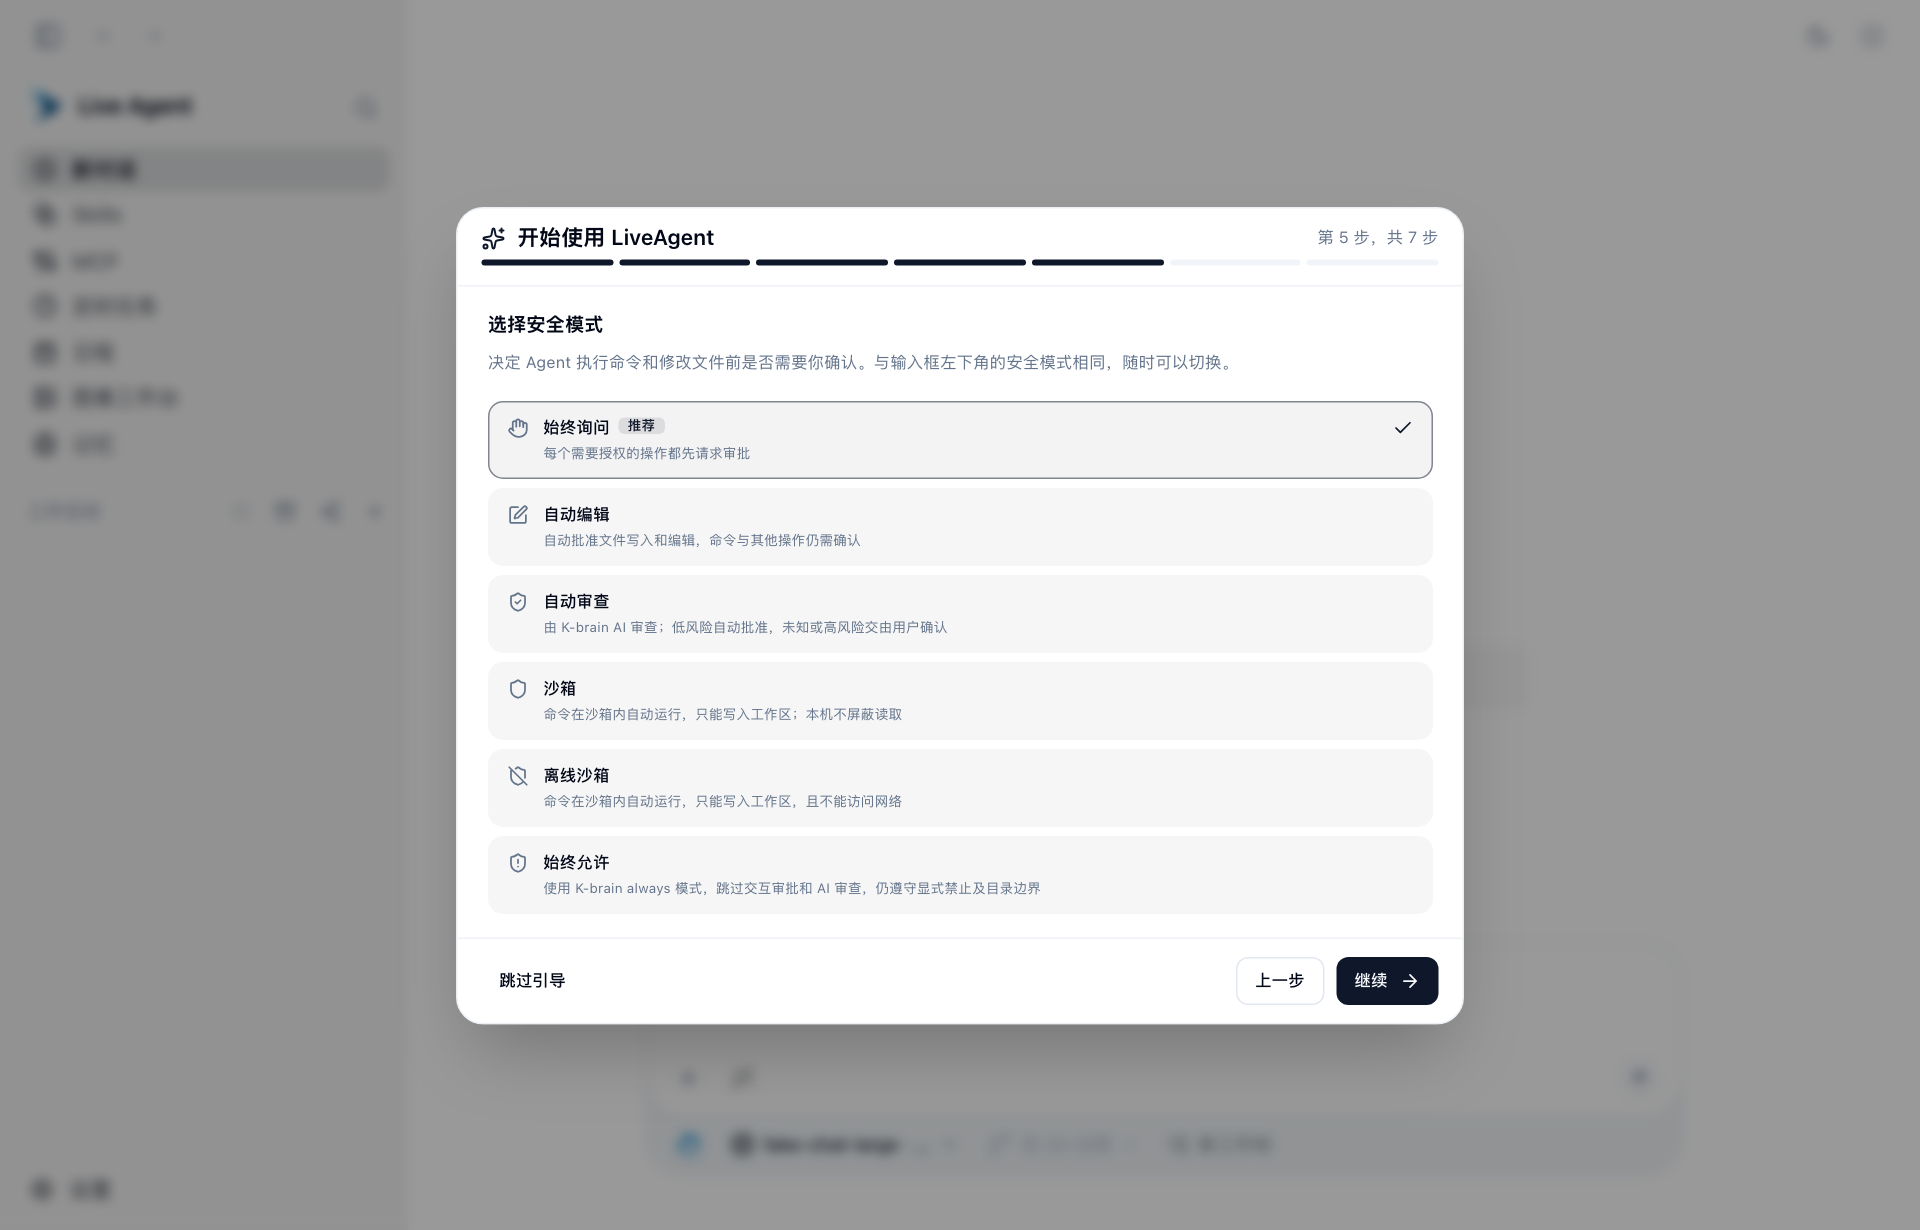 Live Agent
Skills
MCP
开始使用 LiveAgent
第 5 步，共 7 步
选择安全模式
决定 Agent 执行命令和修改文件前是否需要你确认。与输入框左下角的安全模式相同，随时可以切换。
始终询问 推荐
每个需要授权的操作都先请求审批
自动编辑
自动批准文件写入和编辑，命令与其他操作仍需确认
自动审查
由 K-brain AI 审查；低风险自动批准，未知或高风险交由用户确认
沙箱
命令在沙箱内自动运行，只能写入工作区；本机不屏蔽读取
离线沙箱
命令在沙箱内自动运行，只能写入工作区，且不能访问网络
始终允许
使用 K-brain always 模式，跳过交互审批和 AI 审查，仍遵守显式禁止及目录边界
跳过引导
上一步
继续